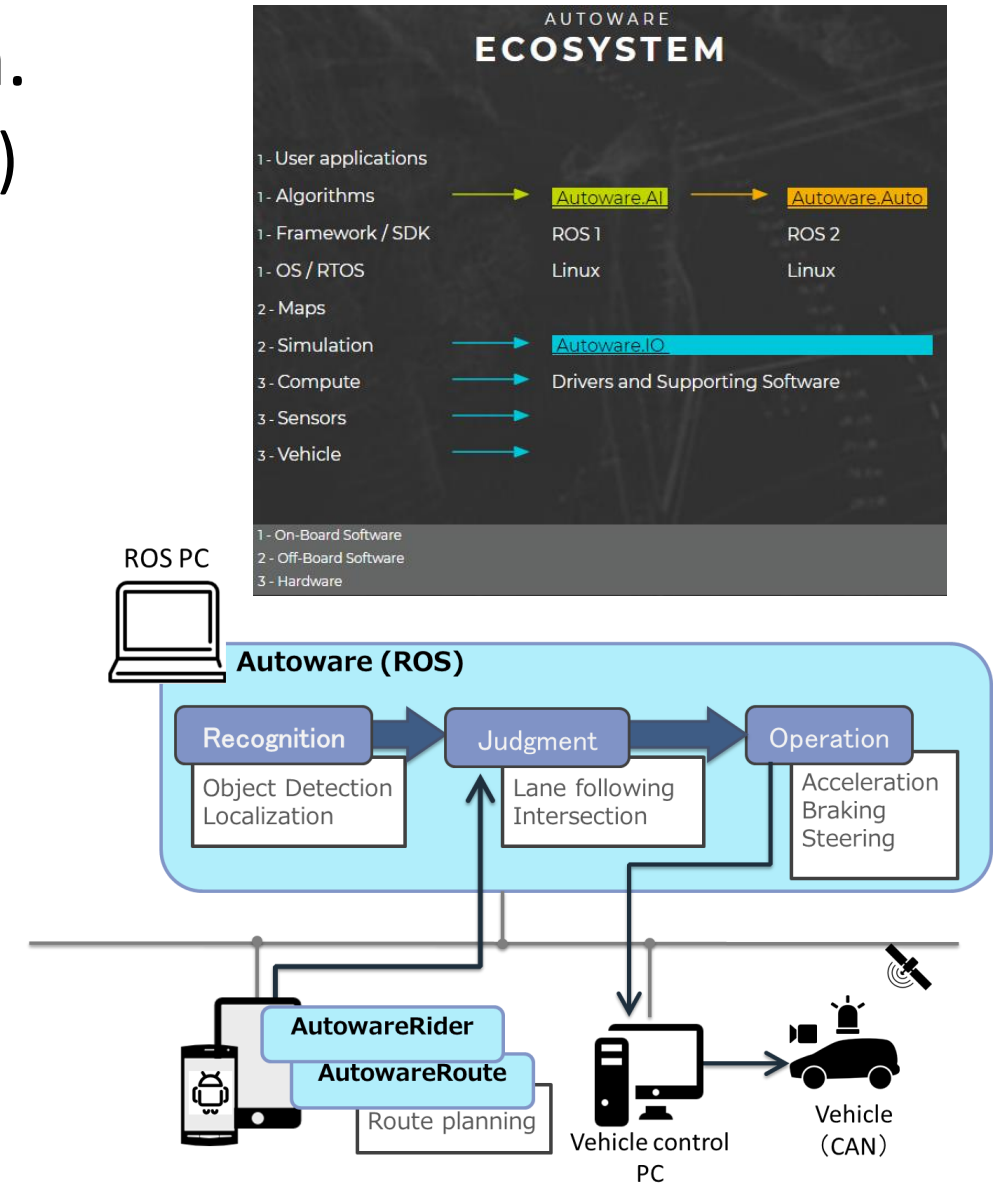 .
)
AUTOWARE
ECOSYSTEM
1 - User applications
1 - Algorithms Autoware.AI Autoware.Auto
1 - Framework / SDK ROS 1 ROS 2
1 - OS / RTOS Linux Linux
2 - Maps
2 - Simulation Autoware.IO
3 - Compute Drivers and Supporting Software
3 - Sensors
3 - Vehicle
1 - On-Board Software
2 - Off-Board Software
3 - Hardware
ROS PC
Autoware (ROS)
Recognition
Object Detection
Localization
Judgment
Lane following
Intersection
Operation
Acceleration
Braking
Steering
AutowareRider
AutowareRoute
Route planning
Vehicle control
PC
Vehicle
（CAN）